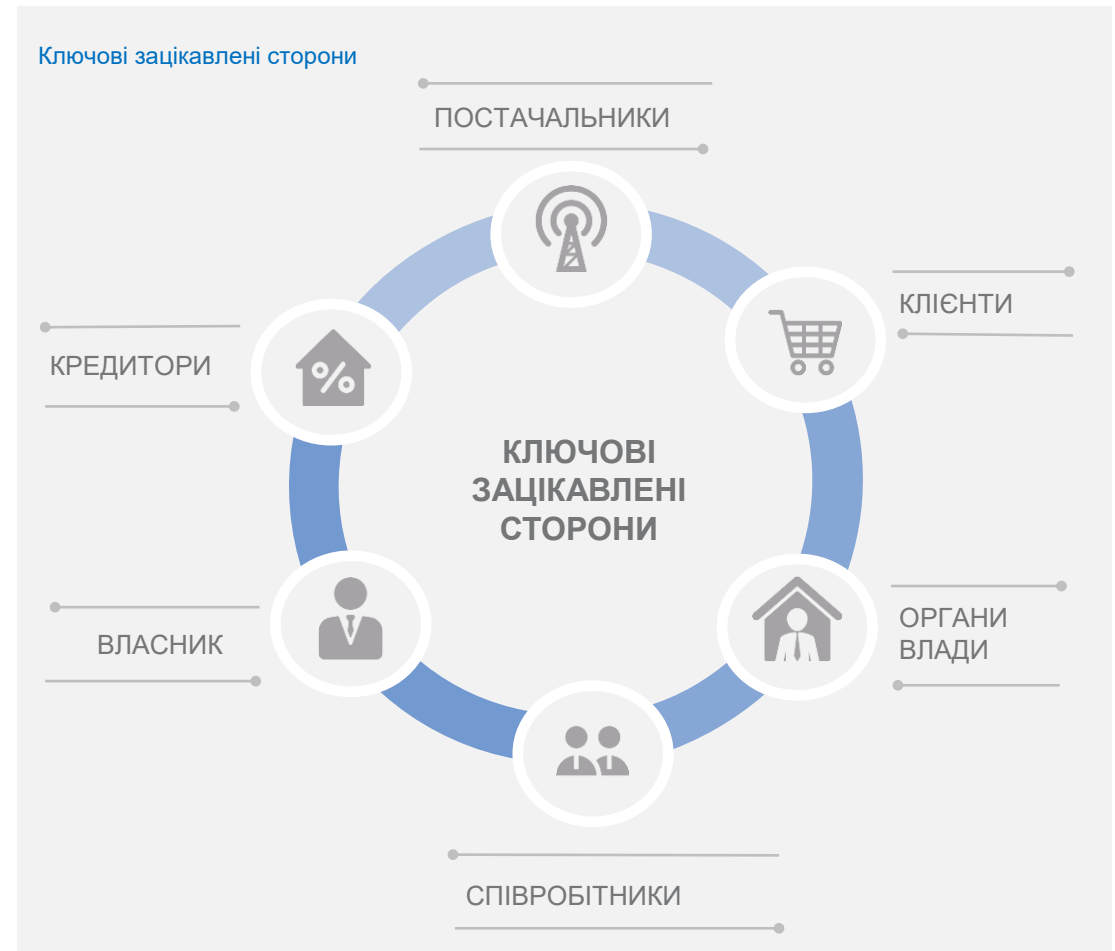 Ключові зацікавлені сторони
ПОСТАЧАЛЬНИКИ
КЛІЄНТИ
КРЕДИТОРИ
%
КЛЮЧОВІ
ЗАЦІКАВЛЕНІ
СТОРОНИ
ВЛАСНИК
ОРГАНИ
ВЛАДИ
СПІВРОБІТНИКИ